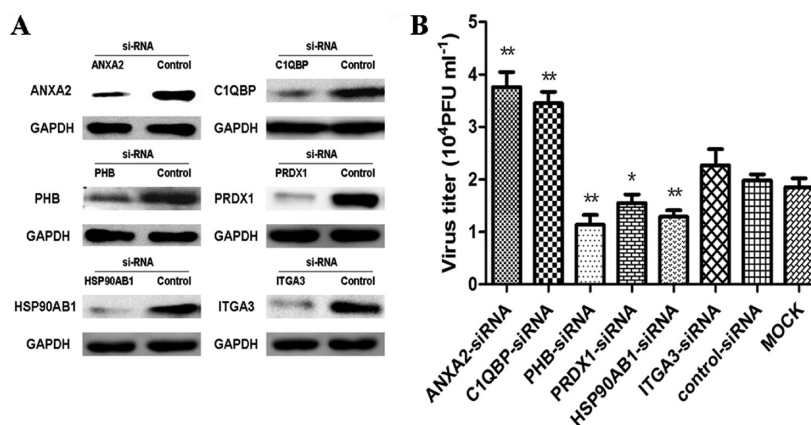 A
si-RNA
ANXA2 Control
ANXA2
GAPDH
si-RNA
C1QBP Control
C1QBP
GAPDH
si-RNA
PHB Control
PHB
GAPDH
si-RNA
PRDX1 Control
PRDX1
GAPDH
si-RNA
HSP90AB1 Control
HSP90AB1
GAPDH
si-RNA
ITGA3 Control
ITGA3
GAPDH
B
Virus titer (10⁴PFU ml⁻¹)
5
4
3
2
1
0
**
**
**
*
**
ANXA2-siRNA
C1QBP-siRNA
PHB-siRNA
PRDX1-siRNA
HSP90AB1-siRNA
ITGA3-siRNA
control-siRNA
MOCK